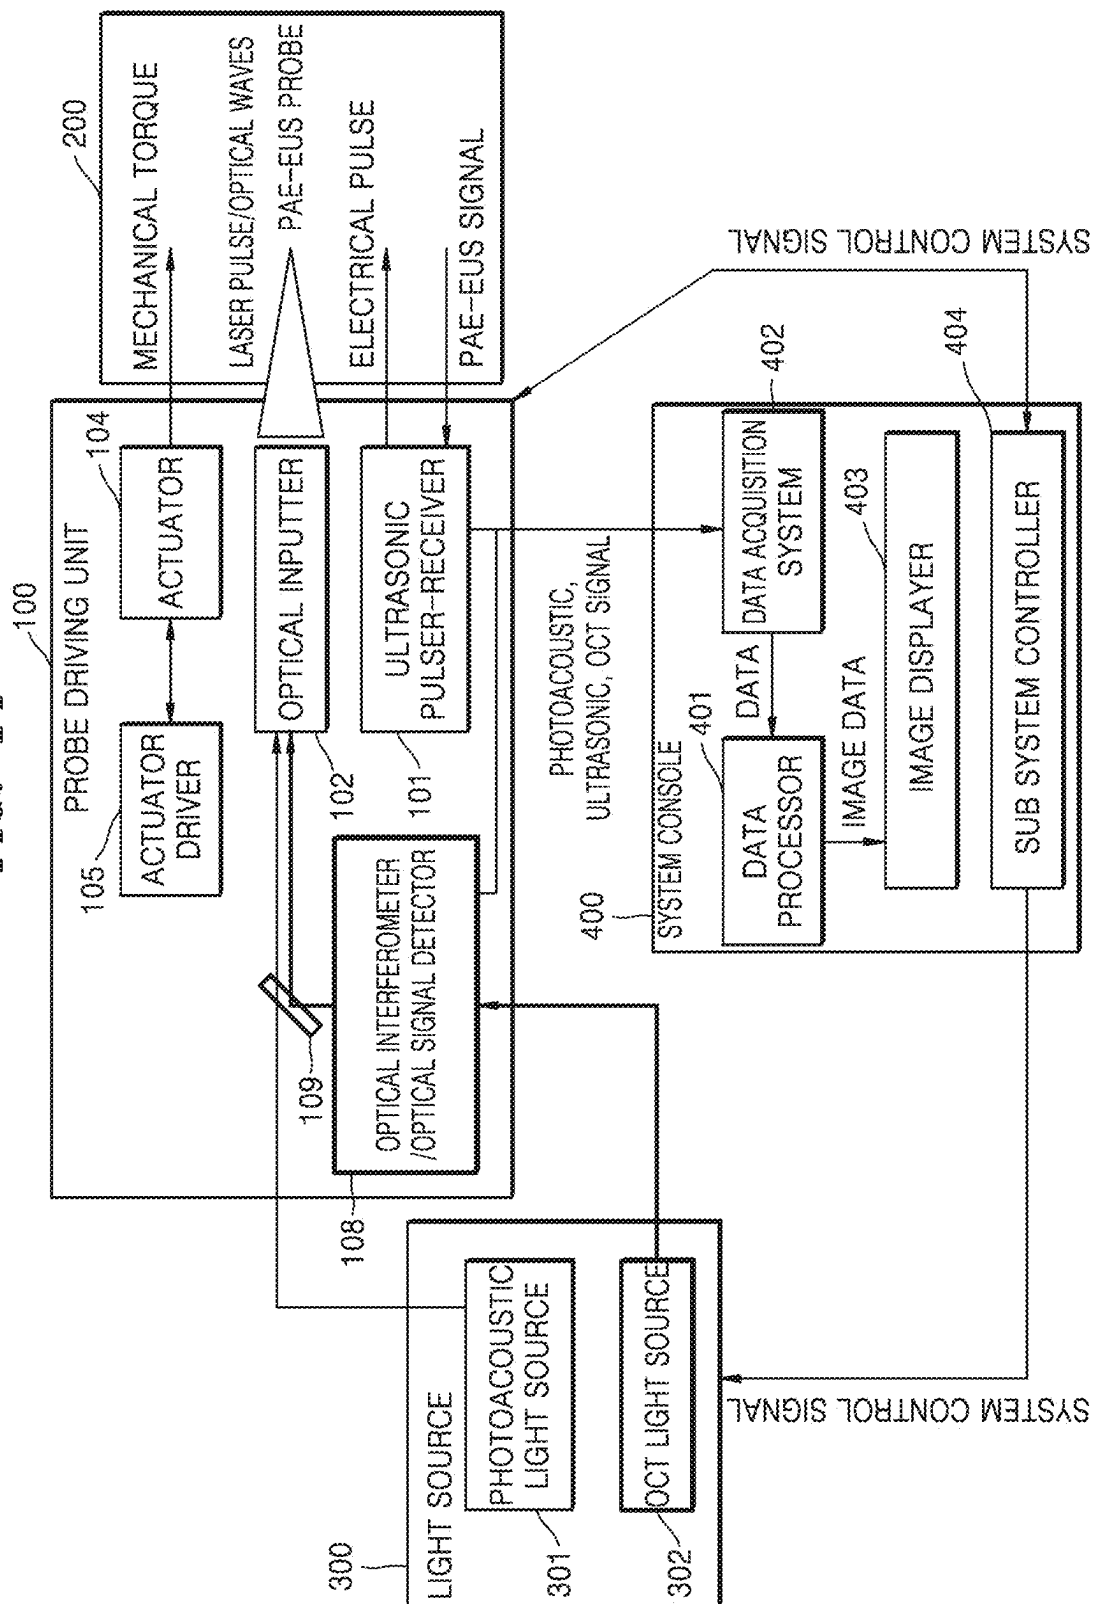 300
LIGHT SOURCE
PHOTOACOUSTIC
LIGHT SOURCE
301
OCT LIGHT SOURCE
302
100
PROBE DRIVING UNIT
105
ACTUATOR
DRIVER
104
ACTUATOR
109
OPTICAL INPUTTER
102
108
OPTICAL INTERFEROMETER
/OPTICAL SIGNAL DETECTOR
ULTRASONIC
PULSER-RECEIVER
101
200
MECHANICAL TORQUE
LASER PULSE/OPTICAL WAVES
PAE-EUS PROBE
ELECTRICAL PULSE
PAE-EUS SIGNAL
PHOTOACOUSTIC,
ULTRASONIC, OCT SIGNAL
400
SYSTEM CONSOLE
401
DATA
PROCESSOR
DATA
402
DATA ACQUISITION
SYSTEM
IMAGE DATA
403
IMAGE DISPLAYER
404
SUB SYSTEM CONTROLLER
SYSTEM CONTROL SIGNAL
SYSTEM CONTROL SIGNAL